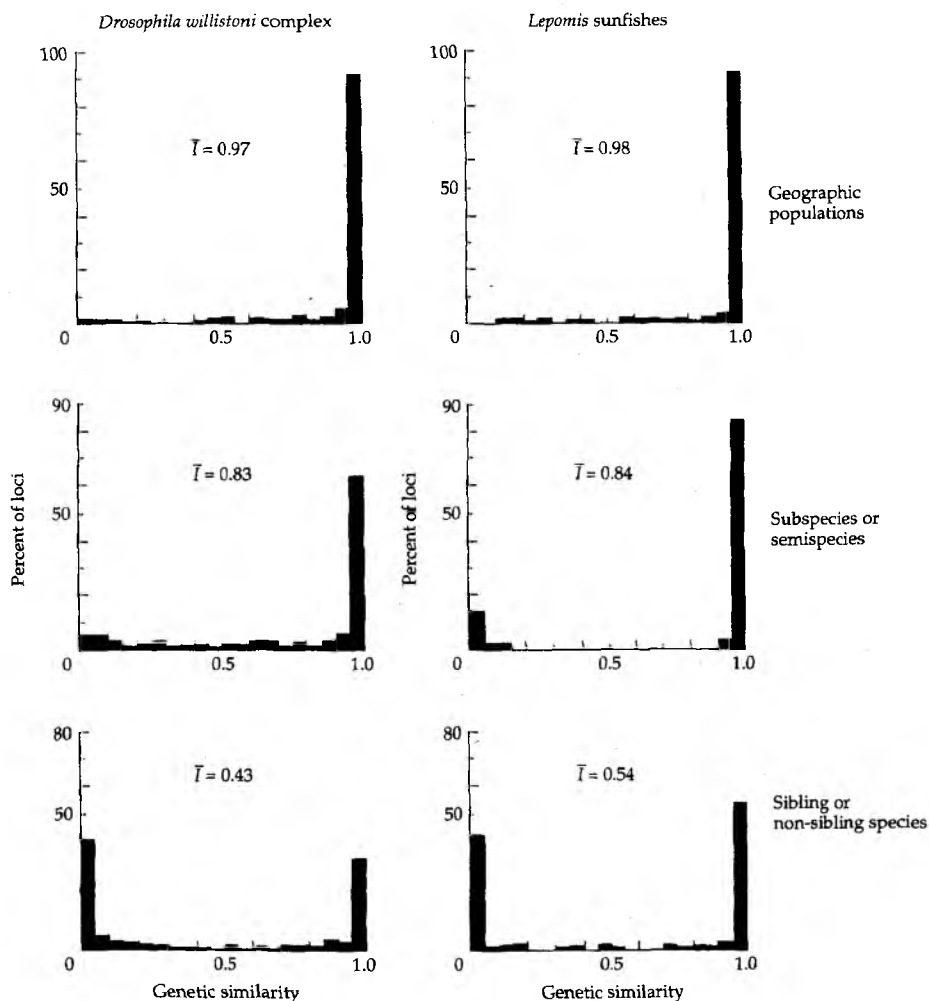 Drosophila willistoni complex
Lepomis sunfishes
100
50
0
0.5
1.0
Ī = 0.97
100
50
0
0.5
1.0
Ī = 0.98
Geographic
populations
90
50
0
0.5
1.0
Ī = 0.83
Percent of loci
90
50
0
0.5
1.0
Ī = 0.84
Percent of loci
Subspecies or
semispecies
80
50
0
0.5
1.0
Ī = 0.43
Genetic similarity
80
50
0
0.5
1.0
Ī = 0.54
Genetic similarity
Sibling or
non-sibling species